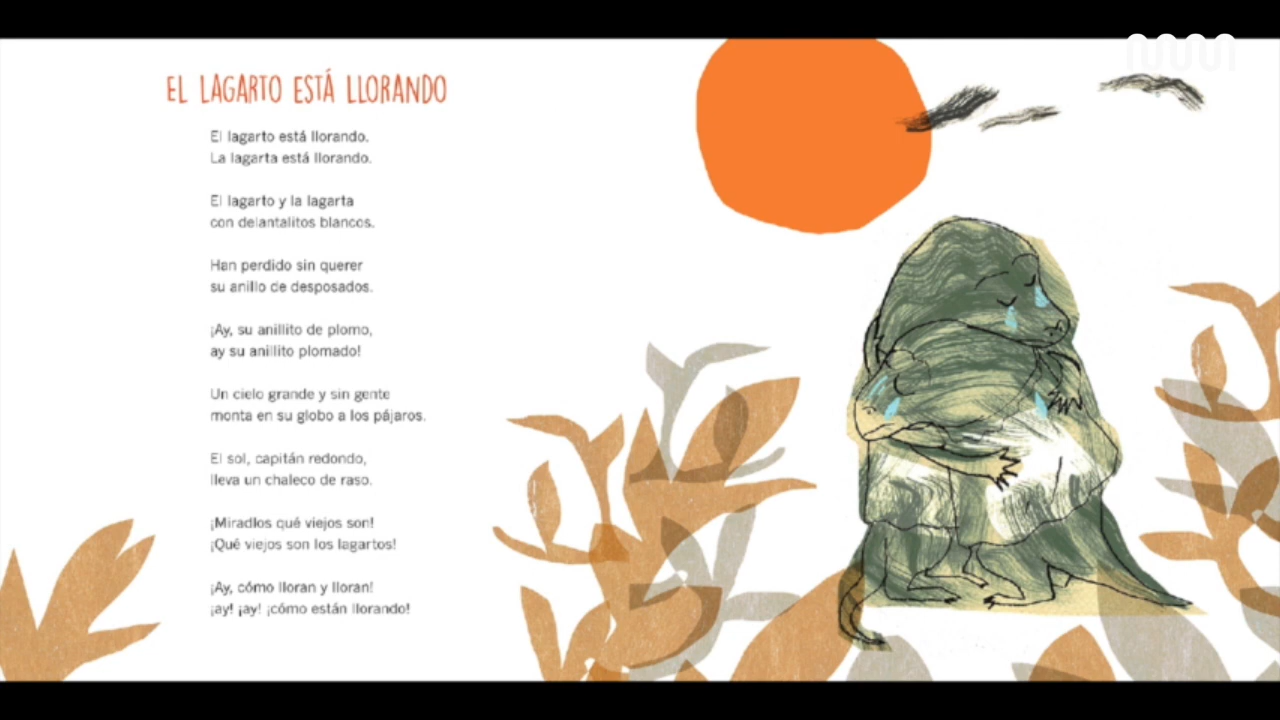 EL LAGARTO ESTÁ LLORANDO
El lagarto está llorando.
La lagarta está llorando.
El lagarto y la lagarta
con delantalitos blancos.
Han perdido sin querer
su anillo de desposados.
¡Ay, su anillito de plomo,
ay su anillito plomado!
Un cielo grande y sin gente
monta en su globo a los pájaros.
El sol, capitán redondo,
lleva un chaleco de raso.
¡Miradlos qué viejos son!
¡Qué viejos son los lagartos!
¡Ay, cómo lloran y lloran!
¡ay! ¡ay! ¡cómo están llorando!